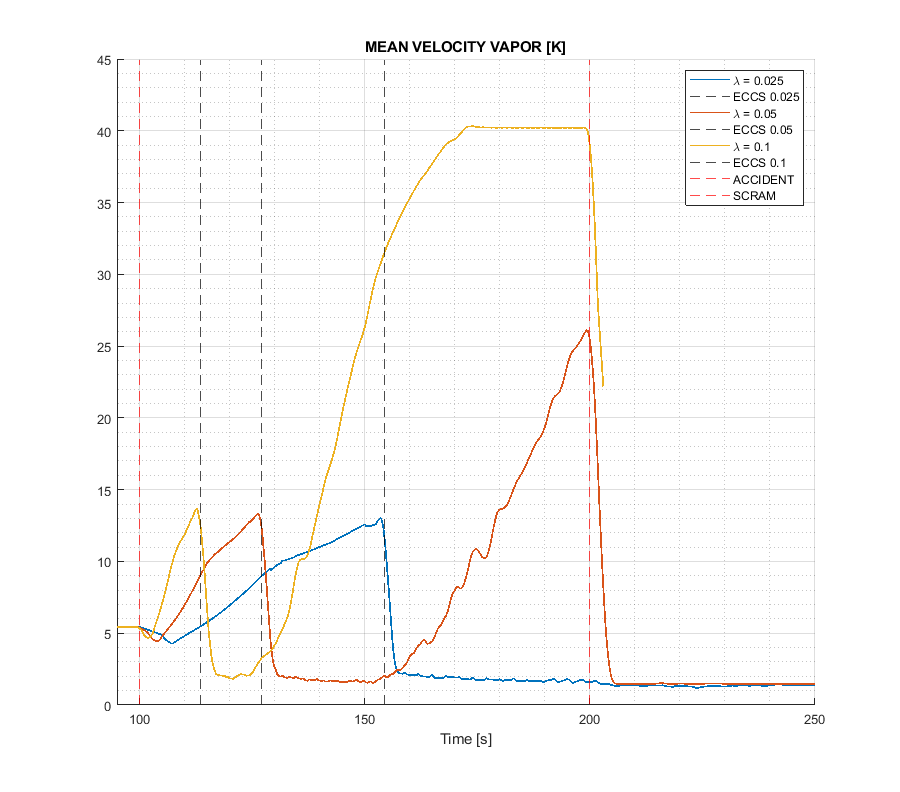 MEAN VELOCITY VAPOR [K]
45
40
35
30
25
20
15
10
5
0
λ = 0.025
ECCS 0.025
λ = 0.05
ECCS 0.05
λ = 0.1
ECCS 0.1
ACCIDENT
SCRAM
100 150 200 250
Time [s]